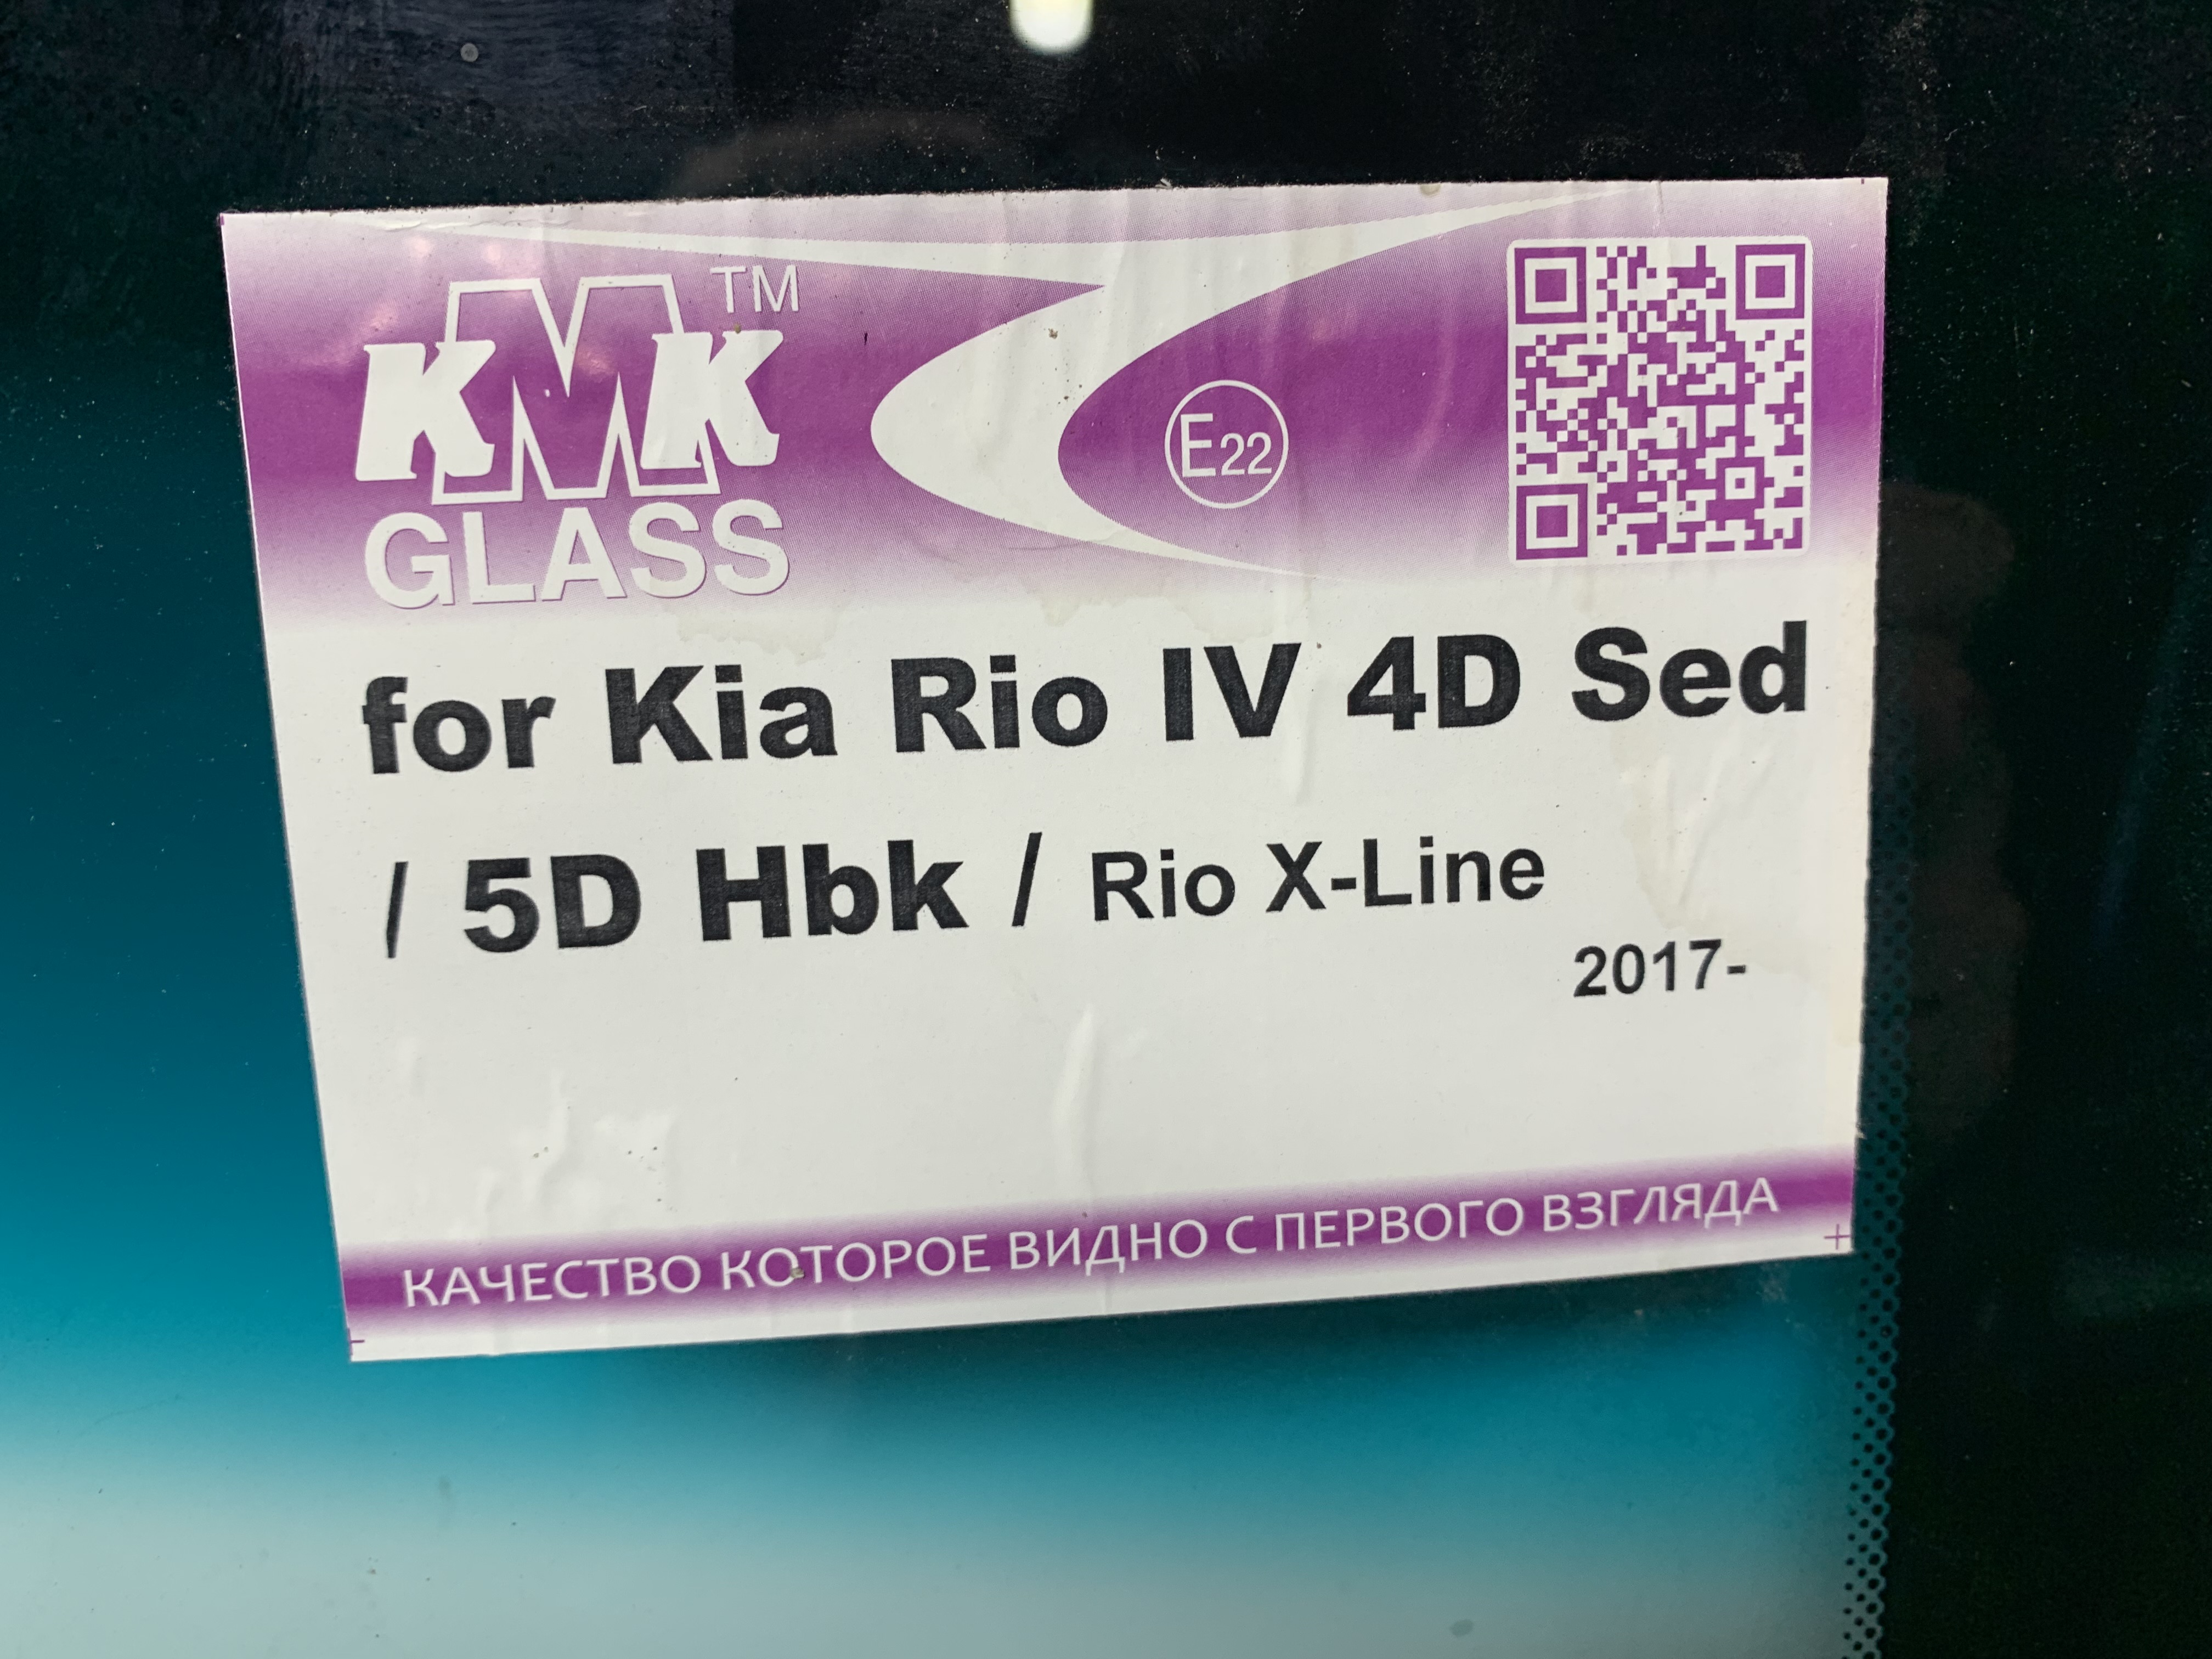 KMK TM
GLASS
E22
for Kia Rio IV 4D Sed
/ 5D Hbk / Rio X-Line
2017-
КАЧЕСТВО КОТОРОЕ ВИДНО С ПЕРВОГО ВЗГЛЯДА